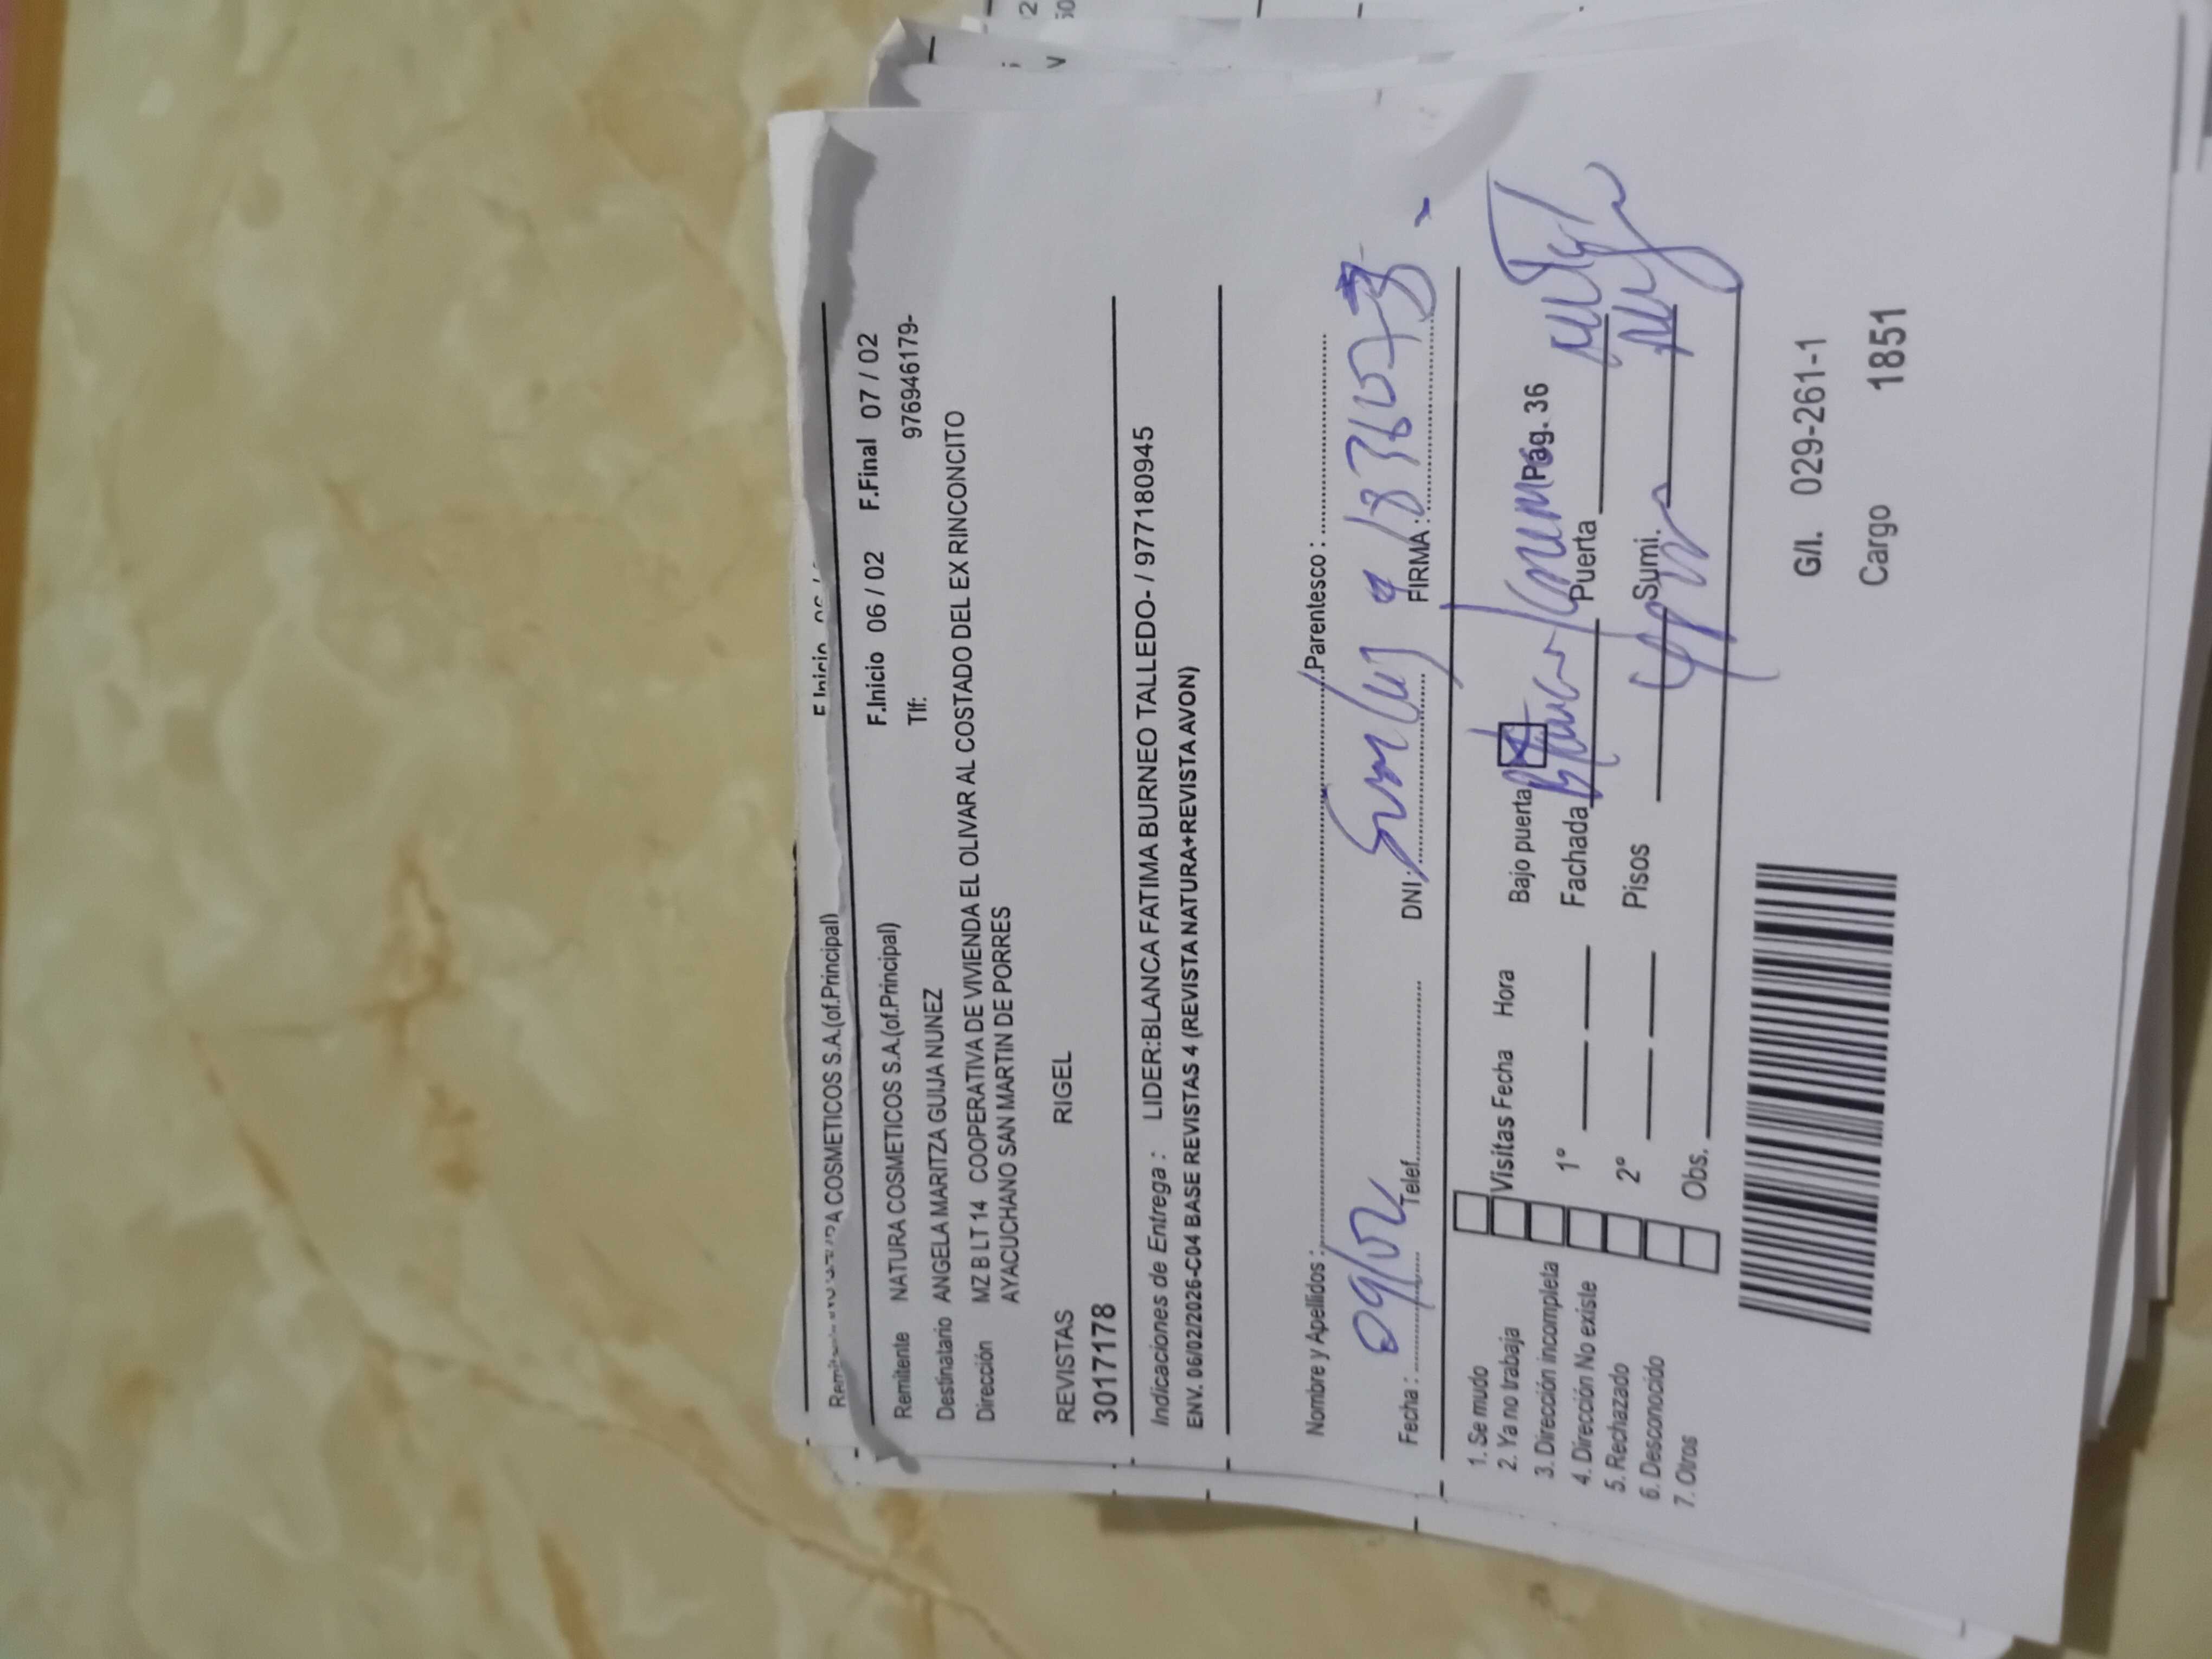 COSMETICOS S.A.(of.Principal) F.Inicio
F.Inicio 06 / 02 F.Final 07 / 02
Remitente NATURA COSMETICOS S.A.(of.Principal) Tlf: 976946179-
Destinatario ANGELA MARITZA GUIJA NUNEZ
Dirección MZ B LT 14 COOPERATIVA DE VIVIENDA EL OLIVAR AL COSTADO DEL EX RINCONCITO
AYACUCHANO SAN MARTIN DE PORRES
REVISTAS RIGEL
3017178
Indicaciones de Entrega : LIDER:BLANCA FATIMA BURNEO TALLEDO- / 977180945
ENV. 06/02/2026-C04 BASE REVISTAS 4 (REVISTA NATURA+REVISTA AVON)
Nombre y Apellidos : Parentesco :
09/02
Fecha : Telef. DNI: FIRMA :
1. Se mudo
2. Ya no trabaja
3. Dirección incompleta
4. Dirección No existe
5. Rechazado
6. Desconocido
7. Otros
Visitas Fecha Hora
1°
2°
Obs.
Bajo puerta Pág. 36
Fachada Blanco Puerta
Pisos Sumi.
G/I. 029-261-1
Cargo 1851